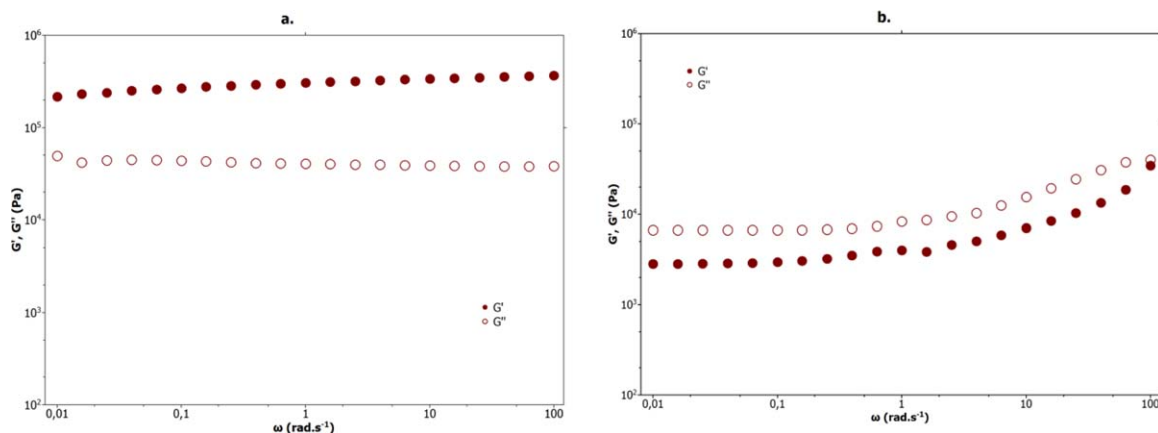 a.
10⁶
10⁵
10⁴
10³
10²
G', G'' (Pa)
G'
G''
0,01 0,1 1 10 100
ω (rad.s⁻¹)
b.
10⁶
10⁵
10⁴
10³
10²
G', G'' (Pa)
G'
G''
0,01 0,1 1 10 100
ω (rad.s⁻¹)